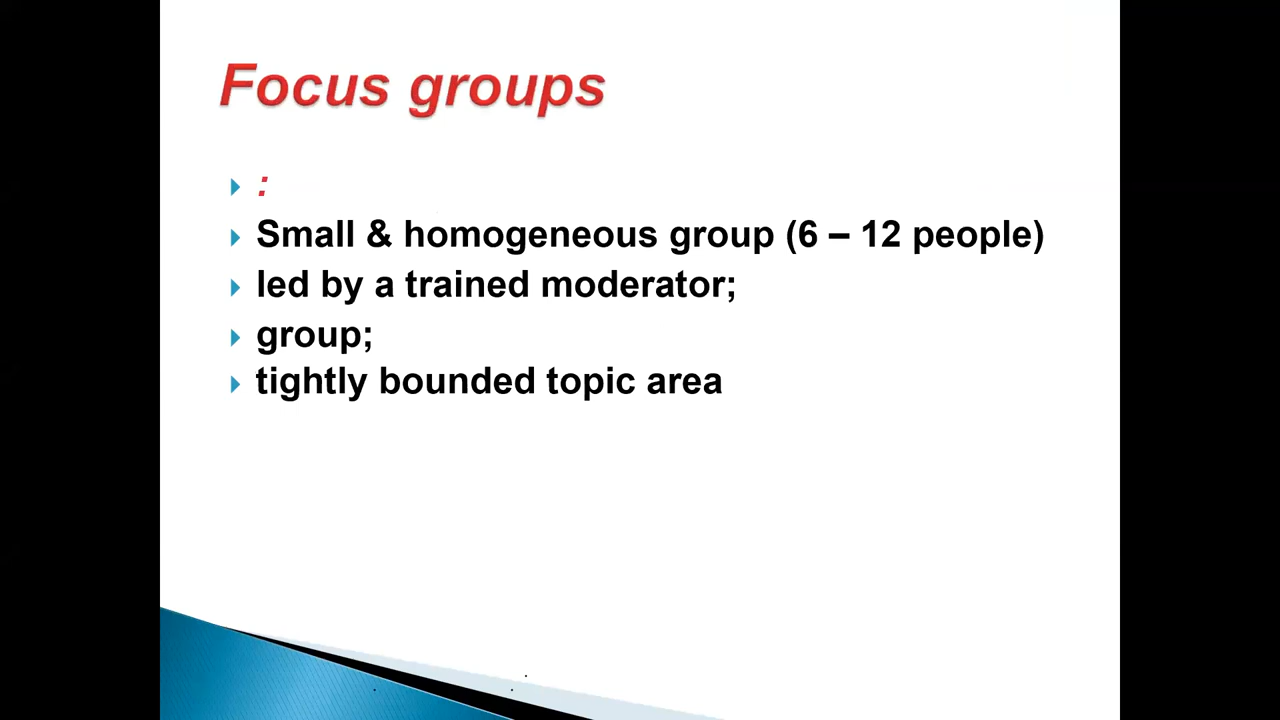 Focus groups
:
Small & homogeneous group (6 – 12 people)
led by a trained moderator;
group;
tightly bounded topic area